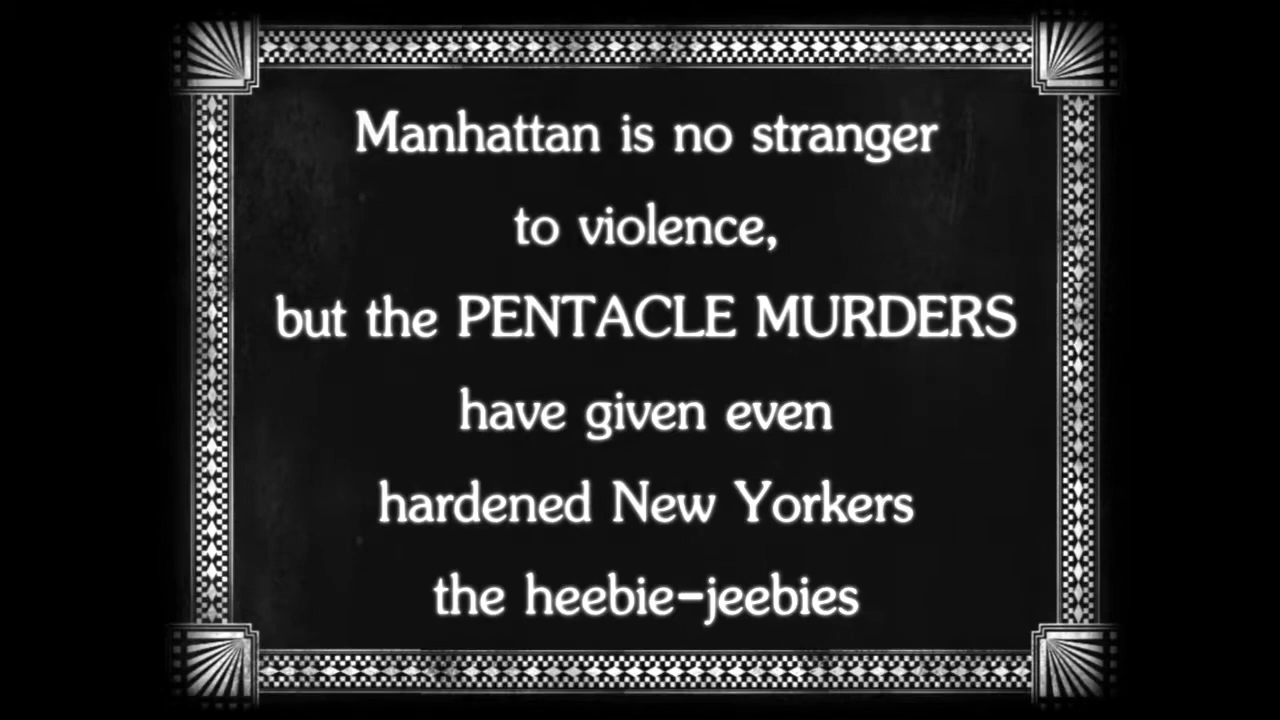 Manhattan is no stranger
to violence,
but the PENTACLE MURDERS
have given even
hardened New Yorkers
the heebie-jeebies